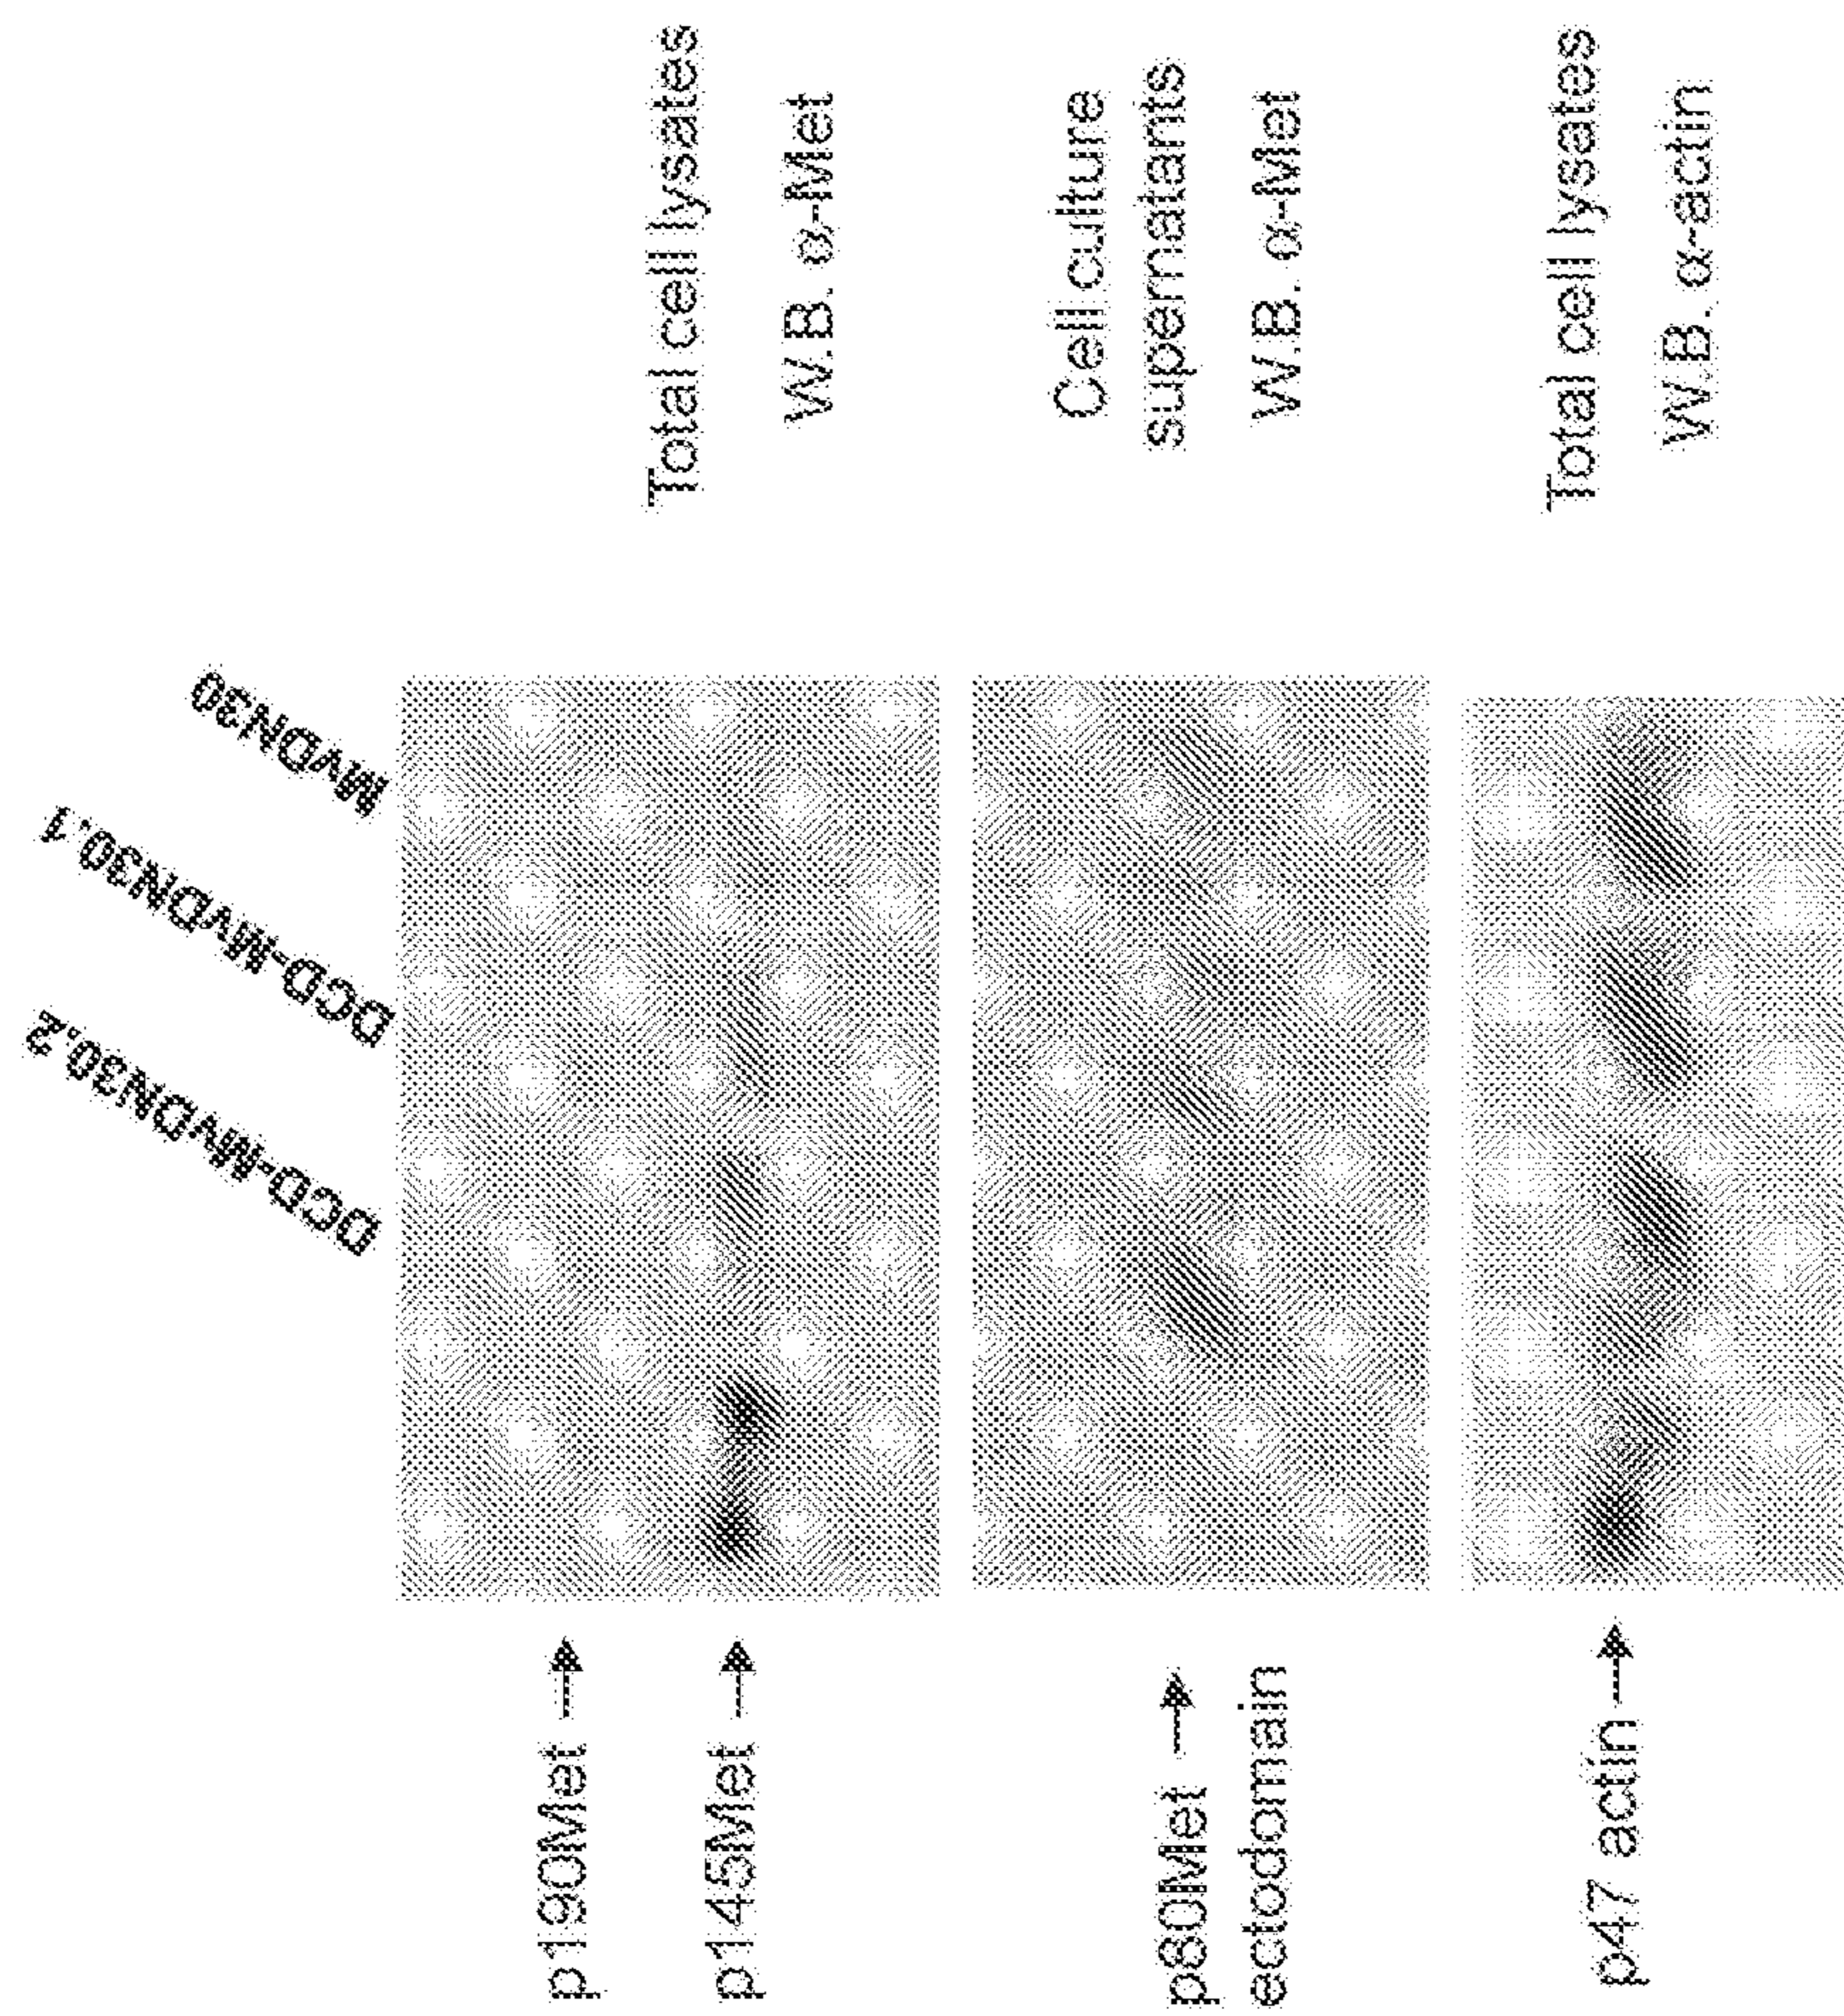 DCD-MvDN30.2
DCD-MvDN30.1
MvDN30
p190Met →
p145Met →
Total cell lysates
W.B. α-Met
p80Met →
ectodomain
Cell culture
supernatants
W.B. α-Met
p47 actin →
Total cell lysates
W.B. α-actin